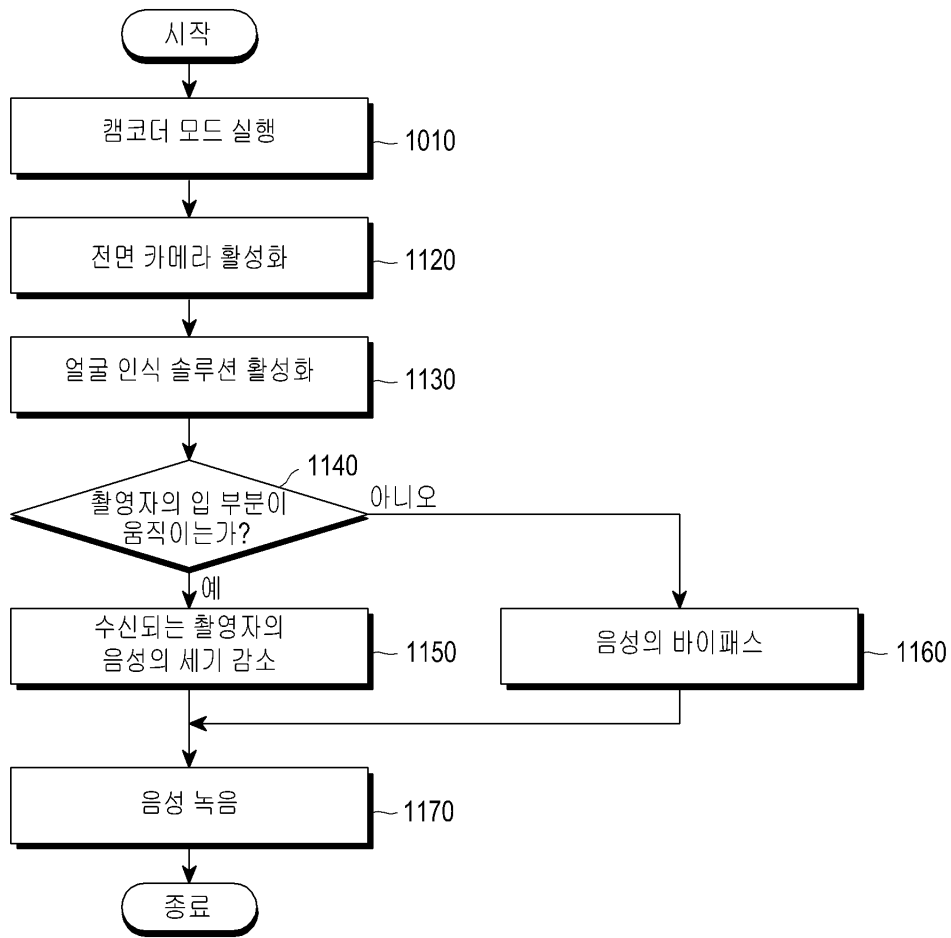 시작
캠코더 모드 실행
1010
전면 카메라 활성화
1120
얼굴 인식 솔루션 활성화
1130
1140
촬영자의 입 부분이
움직이는가?
아니오
예
수신되는 촬영자의
음성의 세기 감소
1150
음성의 바이패스
1160
음성 녹음
1170
종료